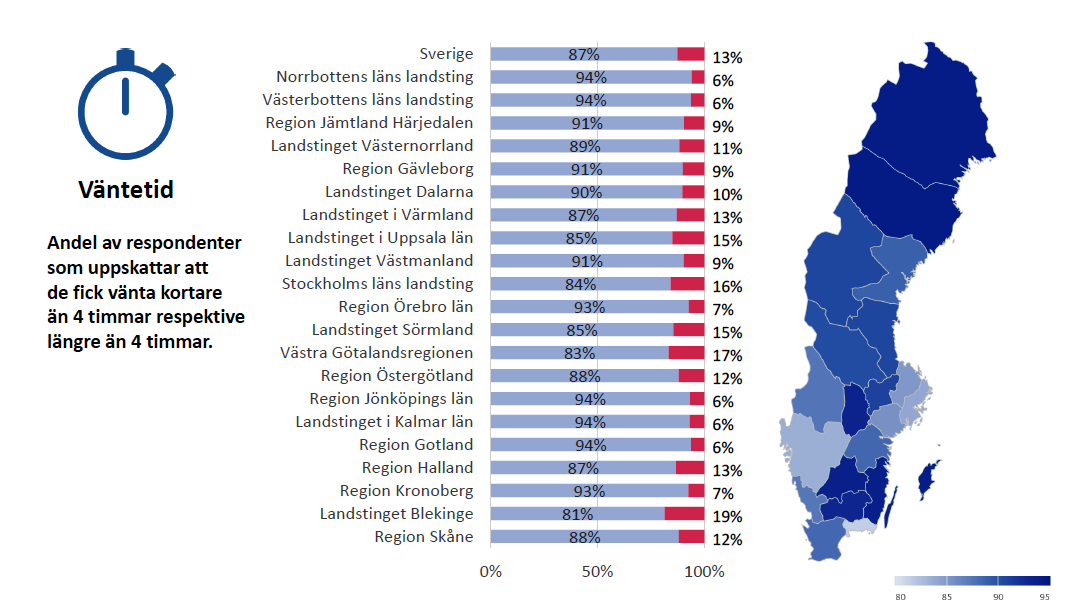 Väntetid
Andel av respondenter
som uppskattar att
de fick vänta kortare
än 4 timmar respektive
längre än 4 timmar.
Sverige 87% 13%
Norrbottens läns landsting 94% 6%
Västerbottens läns landsting 94% 6%
Region Jämtland Härjedalen 91% 9%
Landstinget Västernorrland 89% 11%
Region Gävleborg 91% 9%
Landstinget Dalarna 90% 10%
Landstinget i Värmland 87% 13%
Landstinget i Uppsala län 85% 15%
Landstinget Västmanland 91% 9%
Stockholms läns landsting 84% 16%
Region Örebro län 93% 7%
Landstinget Sörmland 85% 15%
Västra Götalandsregionen 83% 17%
Region Östergötland 88% 12%
Region Jönköpings län 94% 6%
Landstinget i Kalmar län 94% 6%
Region Gotland 94% 6%
Region Halland 87% 13%
Region Kronoberg 93% 7%
Landstinget Blekinge 81% 19%
Region Skåne 88% 12%
0% 50% 100%
80 85 90 95